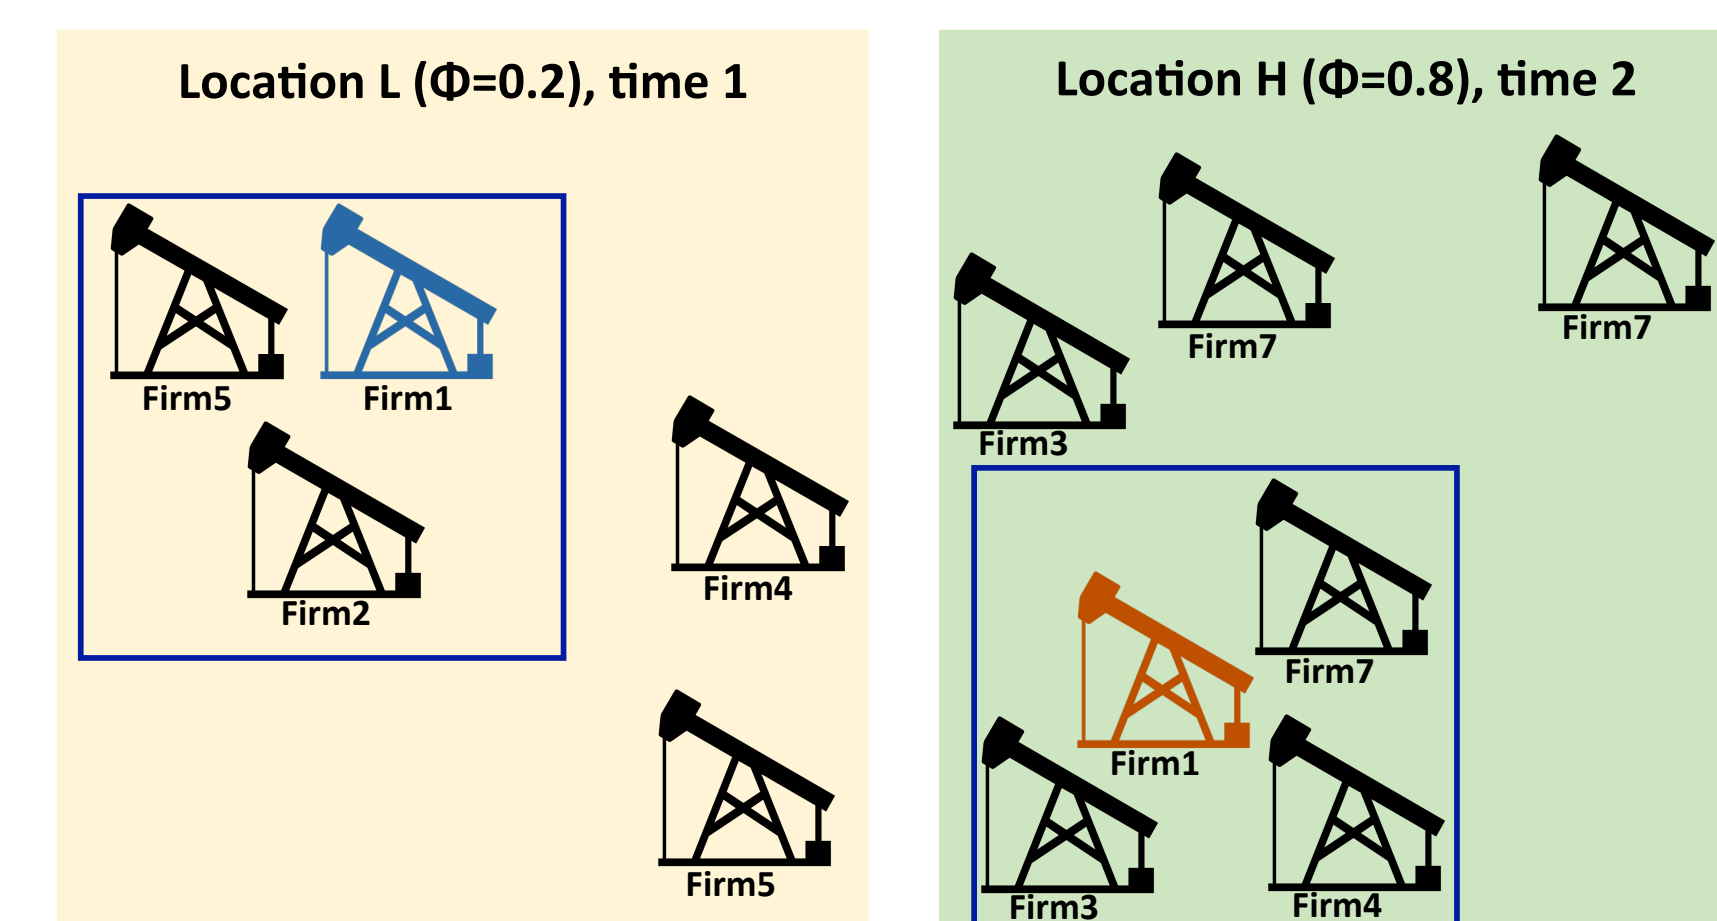 Location L (Φ=0.2), time 1
Firm5
Firm1
Firm2
Firm4
Firm5
Location H (Φ=0.8), time 2
Firm7
Firm7
Firm3
Firm7
Firm1
Firm3
Firm4